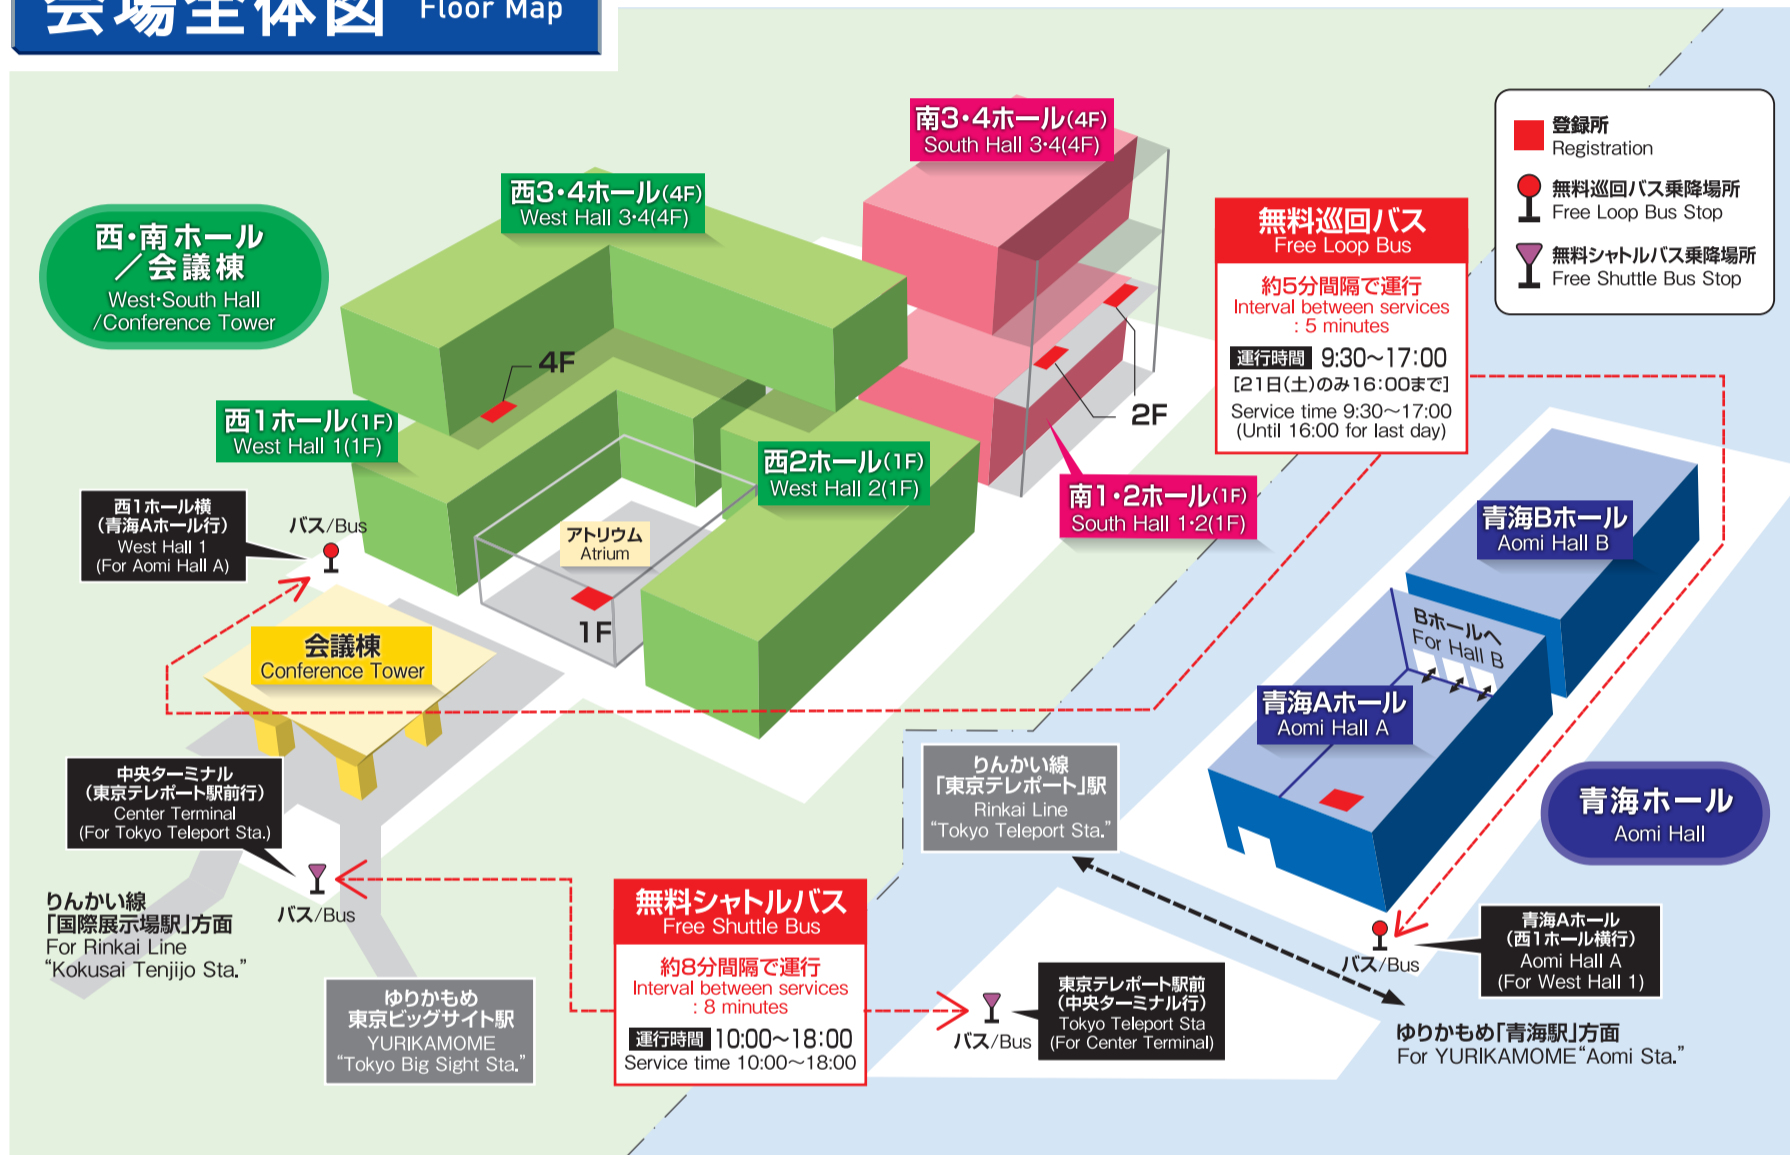 会場全体図 Floor Map
南3・4ホール(4F)
South Hall 3・4(4F)
登録所
Registration
無料巡回バス乗降場所
Free Loop Bus Stop
無料シャトルバス乗降場所
Free Shuttle Bus Stop
西3・4ホール(4F)
West Hall 3・4(4F)
西・南ホール
／会議棟
West・South Hall
/Conference Tower
無料巡回バス
Free Loop Bus
約5分間隔で運行
Interval between services
: 5 minutes
運行時間 9:30～17:00
[21日(土)のみ16:00まで]
Service time 9:30～17:00
(Until 16:00 for last day)
4F
2F
西1ホール(1F)
West Hall 1(1F)
西2ホール(1F)
West Hall 2(1F)
南1・2ホール(1F)
South Hall 1・2(1F)
西1ホール横
(青海Aホール行)
West Hall 1
(For Aomi Hall A)
バス/Bus
アトリウム
Atrium
1F
青海Bホール
Aomi Hall B
Bホールへ
For Hall B
会議棟
Conference Tower
青海Aホール
Aomi Hall A
中央ターミナル
(東京テレポート駅前行)
Center Terminal
(For Tokyo Teleport Sta.)
りんかい線
「東京テレポート」駅
Rinkai Line
“Tokyo Teleport Sta.”
青海ホール
Aomi Hall
りんかい線
「国際展示場駅」方面
For Rinkai Line
“Kokusai Tenjijo Sta.”
バス/Bus
無料シャトルバス
Free Shuttle Bus
約8分間隔で運行
Interval between services
: 8 minutes
運行時間 10:00～18:00
Service time 10:00～18:00
ゆりかもめ
東京ビッグサイト駅
YURIKAMOME
“Tokyo Big Sight Sta.”
バス/Bus
東京テレポート駅前
(中央ターミナル行)
Tokyo Teleport Sta
(For Center Terminal)
バス/Bus
青海Aホール
(西1ホール横行)
Aomi Hall A
(For West Hall 1)
ゆりかもめ「青海駅」方面
For YURIKAMOME“Aomi Sta.”